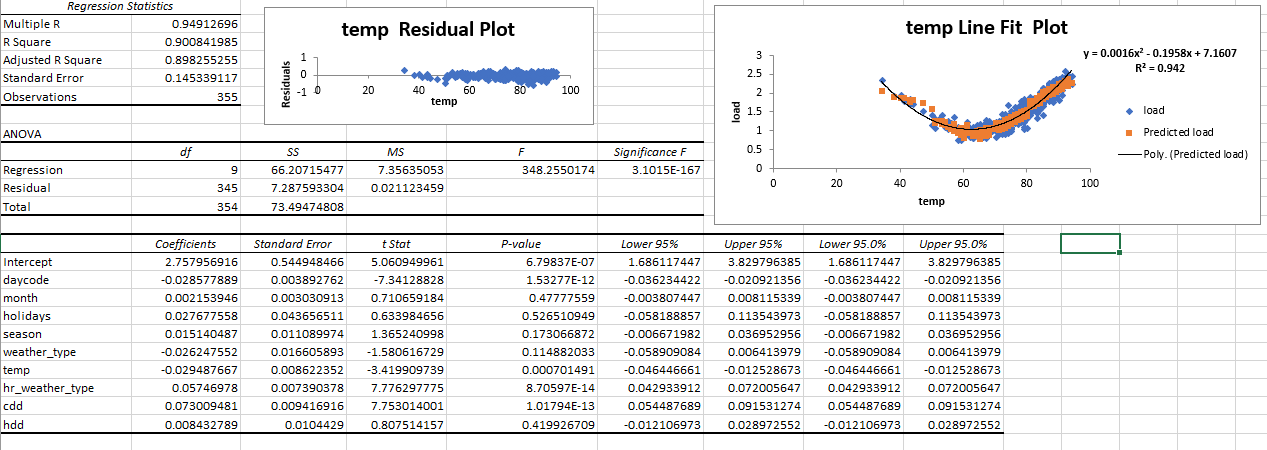 Regression Statistics
Multiple R 0.94912696
R Square 0.900841985
Adjusted R Square 0.898255255
Standard Error 0.145339117
Observations 355
temp Residual Plot
Residuals
1
0
-1
0 20 40 60 80 100
temp
temp Line Fit Plot
y = 0.0016x² - 0.1958x + 7.1607
R² = 0.942
load
3
2.5
2
1.5
1
0.5
0
0 20 40 60 80 100
temp
load
Predicted load
Poly. (Predicted load)
ANOVA
df SS MS F Significance F
Regression 9 66.20715477 7.35635053 348.2550174 3.1015E-167
Residual 345 7.287593304 0.021123459
Total 354 73.49474808
Coefficients Standard Error t Stat P-value Lower 95% Upper 95% Lower 95.0% Upper 95.0%
Intercept 2.757956916 0.544948466 5.060949961 6.79837E-07 1.686117447 3.829796385 1.686117447 3.829796385
daycode -0.028577889 0.003892762 -7.34128828 1.53277E-12 -0.036234422 -0.020921356 -0.036234422 -0.020921356
month 0.002153946 0.003030913 0.710659184 0.47777559 -0.003807447 0.008115339 -0.003807447 0.008115339
holidays 0.027677558 0.043656511 0.633984656 0.526510949 -0.058188857 0.113543973 -0.058188857 0.113543973
season 0.015140487 0.011089974 1.365240998 0.173066872 -0.006671982 0.036952956 -0.006671982 0.036952956
weather_type -0.026247552 0.016605893 -1.580616729 0.114882033 -0.058909084 0.006413979 -0.058909084 0.006413979
temp -0.029487667 0.008622352 -3.419909739 0.000701491 -0.046446661 -0.012528673 -0.046446661 -0.012528673
hr_weather_type 0.05746978 0.007390378 7.776297775 8.70597E-14 0.042933912 0.072005647 0.042933912 0.072005647
cdd 0.073009481 0.009416916 7.753014001 1.01794E-13 0.054487689 0.091531274 0.054487689 0.091531274
hdd 0.008432789 0.0104429 0.807514157 0.419926709 -0.012106973 0.028972552 -0.012106973 0.028972552